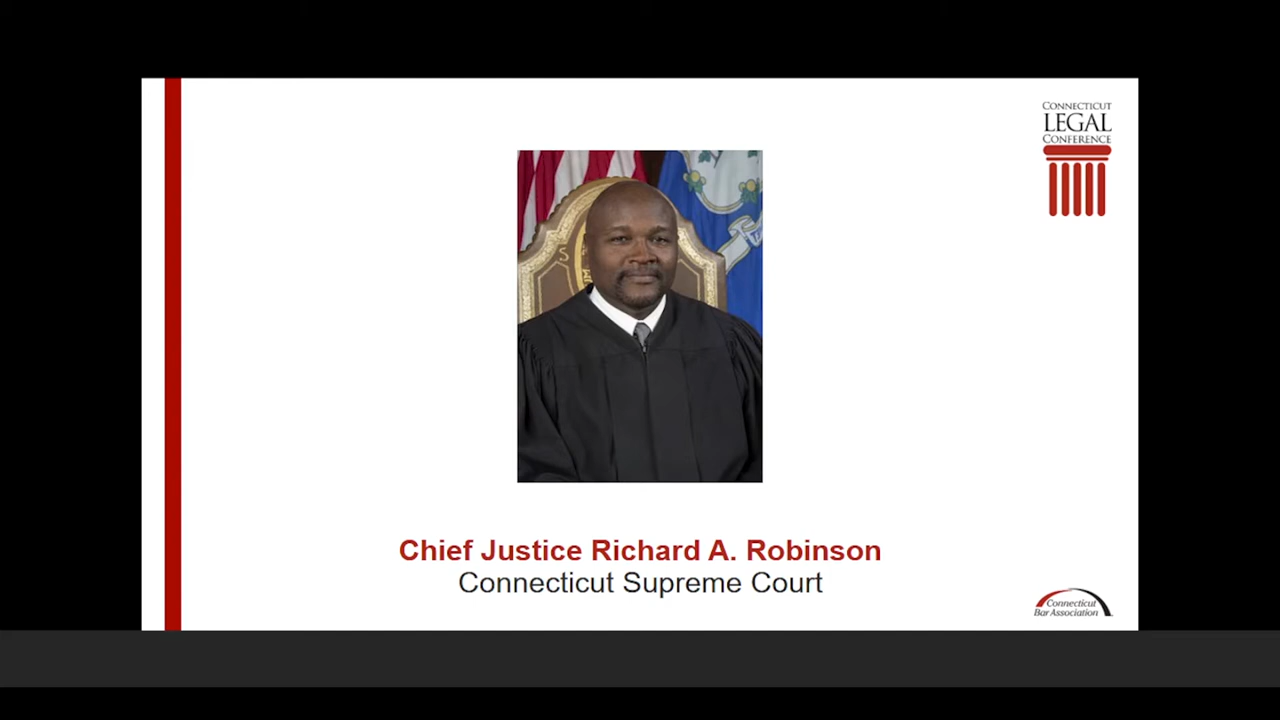 CONNECTICUT
LEGAL
CONFERENCE
Chief Justice Richard A. Robinson
Connecticut Supreme Court
Connecticut
Bar Association